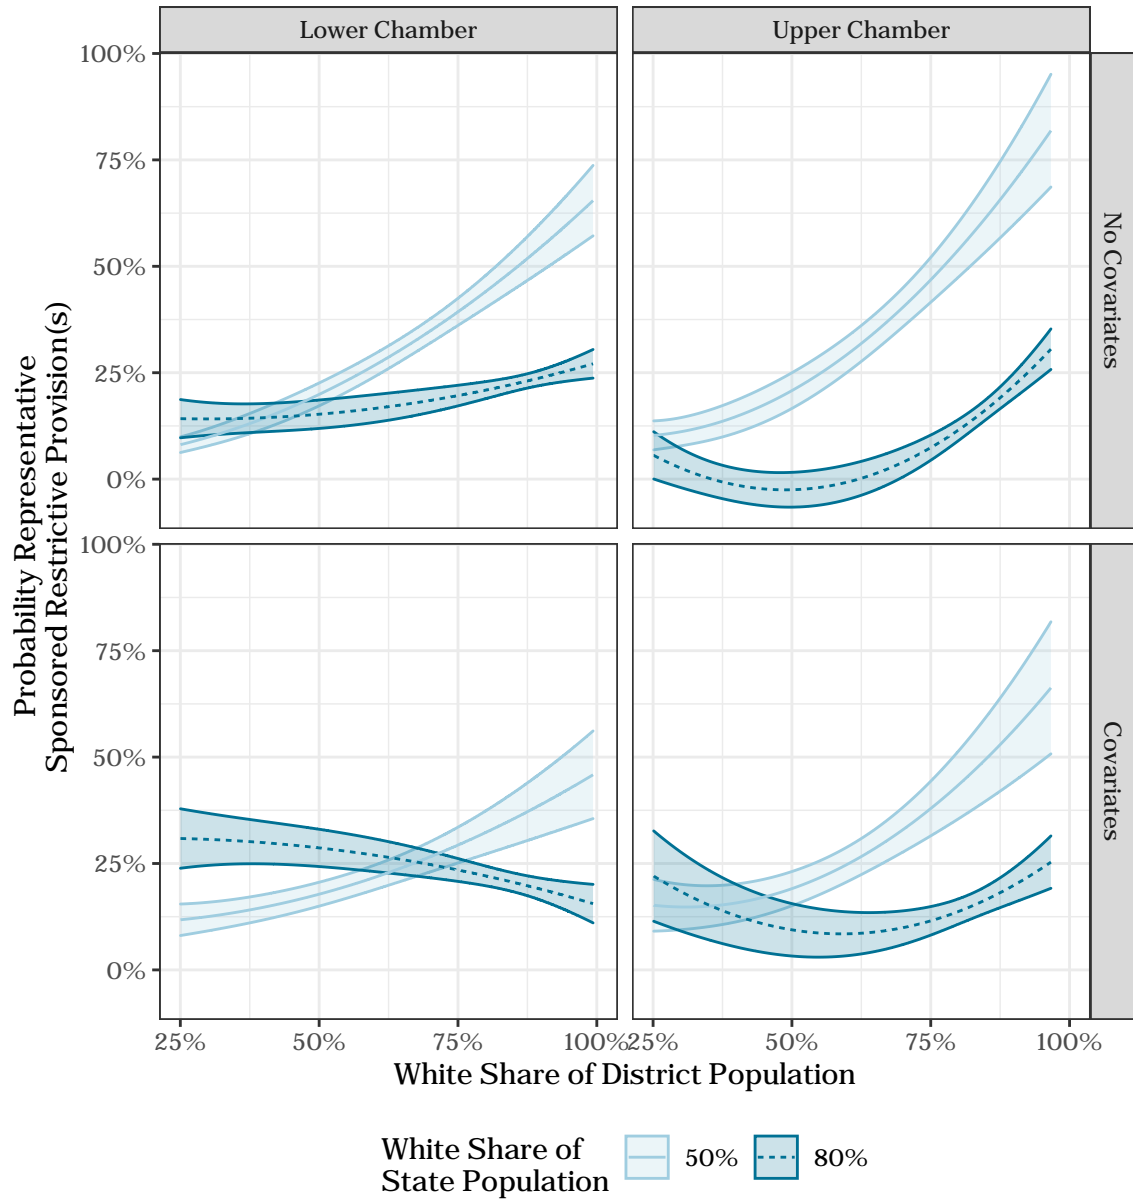 Lower Chamber
Upper Chamber
100%
75%
50%
25%
0%
No Covariates
100%
75%
50%
25%
0%
Covariates
Probability Representative
Sponsored Restrictive Provision(s)
25%
50%
75%
100%
25%
50%
75%
100%
White Share of District Population
White Share of
State Population
50%
80%